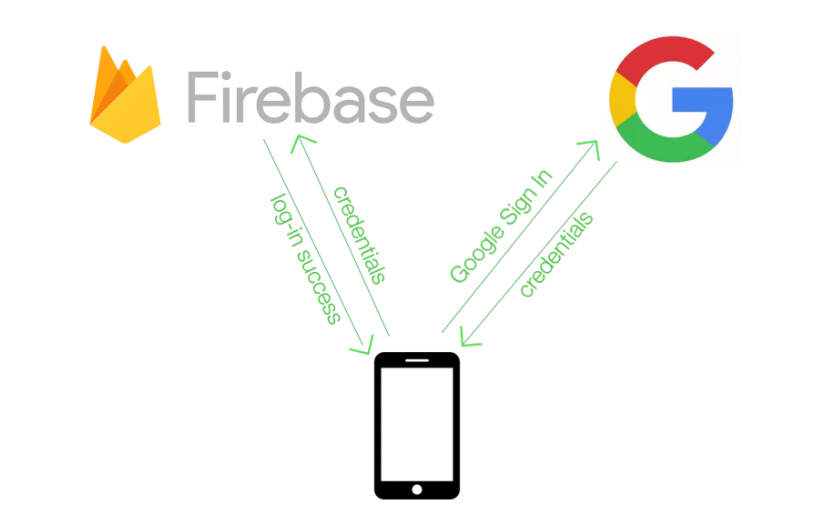 Firebase
log-in success
credentials
Google Sign In
credentials